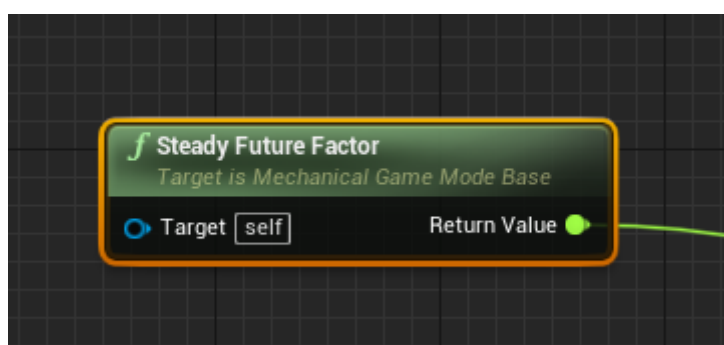 f Steady Future Factor
Target is Mechanical Game Mode Base
Target self Return Value